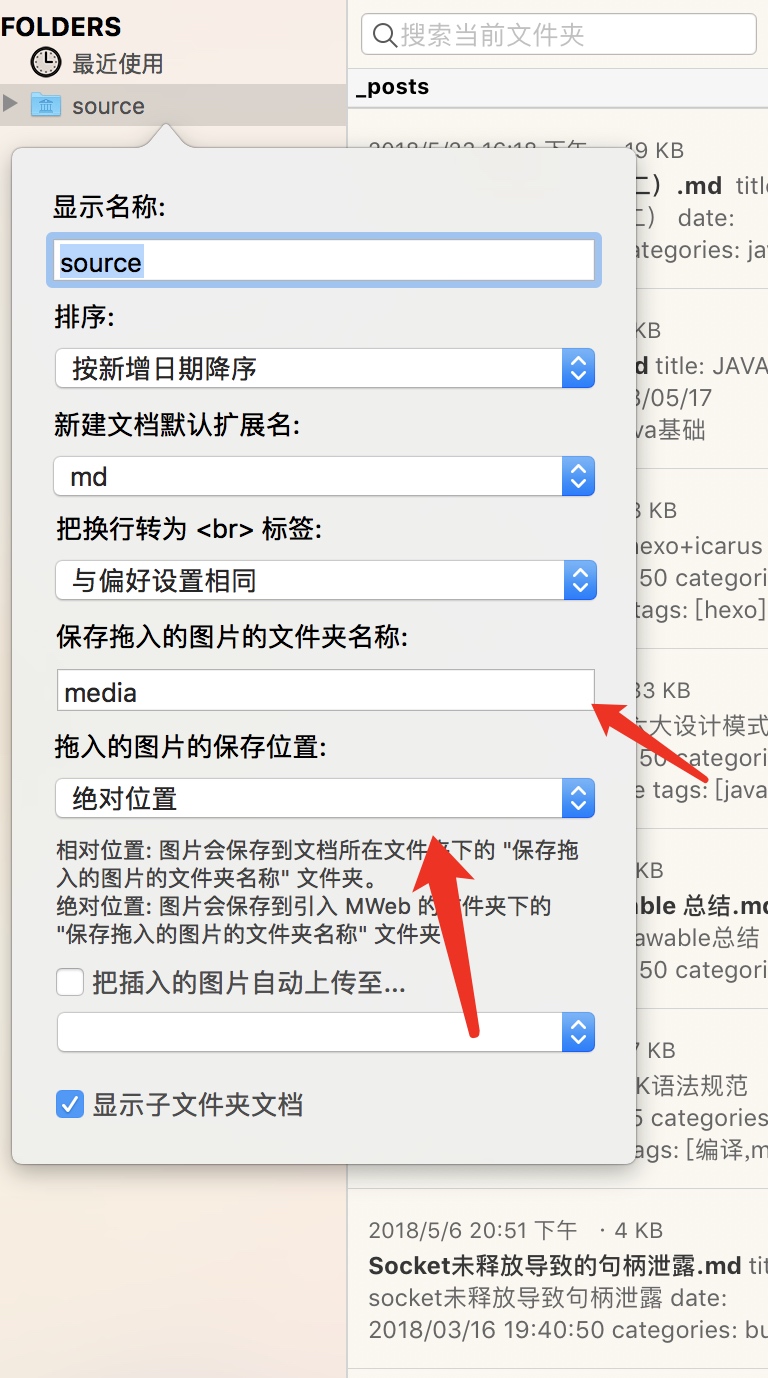 FOLDERS
最近使用
source
搜索当前文件夹
_posts
2018/5/22 16:18 下午 19 KB
二）.md titl
二） date:
ategories: ja
显示名称:
source
排序:
按新增日期降序
新建文档默认扩展名:
md
把换行转为 <br> 标签:
与偏好设置相同
保存拖入的图片的文件夹名称:
media
拖入的图片的保存位置:
绝对位置
相对位置: 图片会保存到文档所在文件夹下的 "保存拖
入的图片的文件夹名称" 文件夹。
绝对位置: 图片会保存到引入 MWeb 的文件夹下的
"保存拖入的图片的文件夹名称" 文件夹
把插入的图片自动上传至...
显示子文件夹文档
KB
d title: JAVA
/05/17
va基础
KB
hexo+icarus
50 categori
tags: [hexo]
33 KB
大设计模式
50 categori
e tags: [java
KB
able 总结.md
awable总结
50 categori
7 KB
K语法规范
5 categories
ags: [编译,m
2018/5/6 20:51 下午 · 4 KB
Socket未释放导致的句柄泄露.md tit
socket未释放导致句柄泄露 date:
2018/03/16 19:40:50 categories: bu